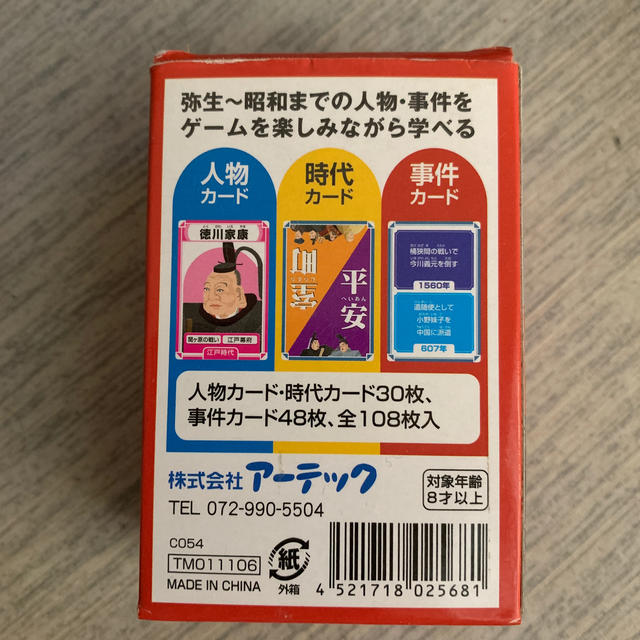 弥生～昭和までの人物・事件を
ゲームを楽しみながら学べる
人物
カード
時代
カード
事件
カード
徳川家康
関ヶ原の戦い 江戸幕府
江戸時代
室町
平安
へいあん
桶狭間の戦いで
今川義元を倒す
1560年
遣隋使として
小野妹子を
中国に派遣
607年
人物カード・時代カード30枚、
事件カード48枚、全108枚入
株式会社 アーテック
対象年齢
8才以上
TEL 072-990-5504
C054
TM011106
MADE IN CHINA
紙
外箱
4 521718 025681